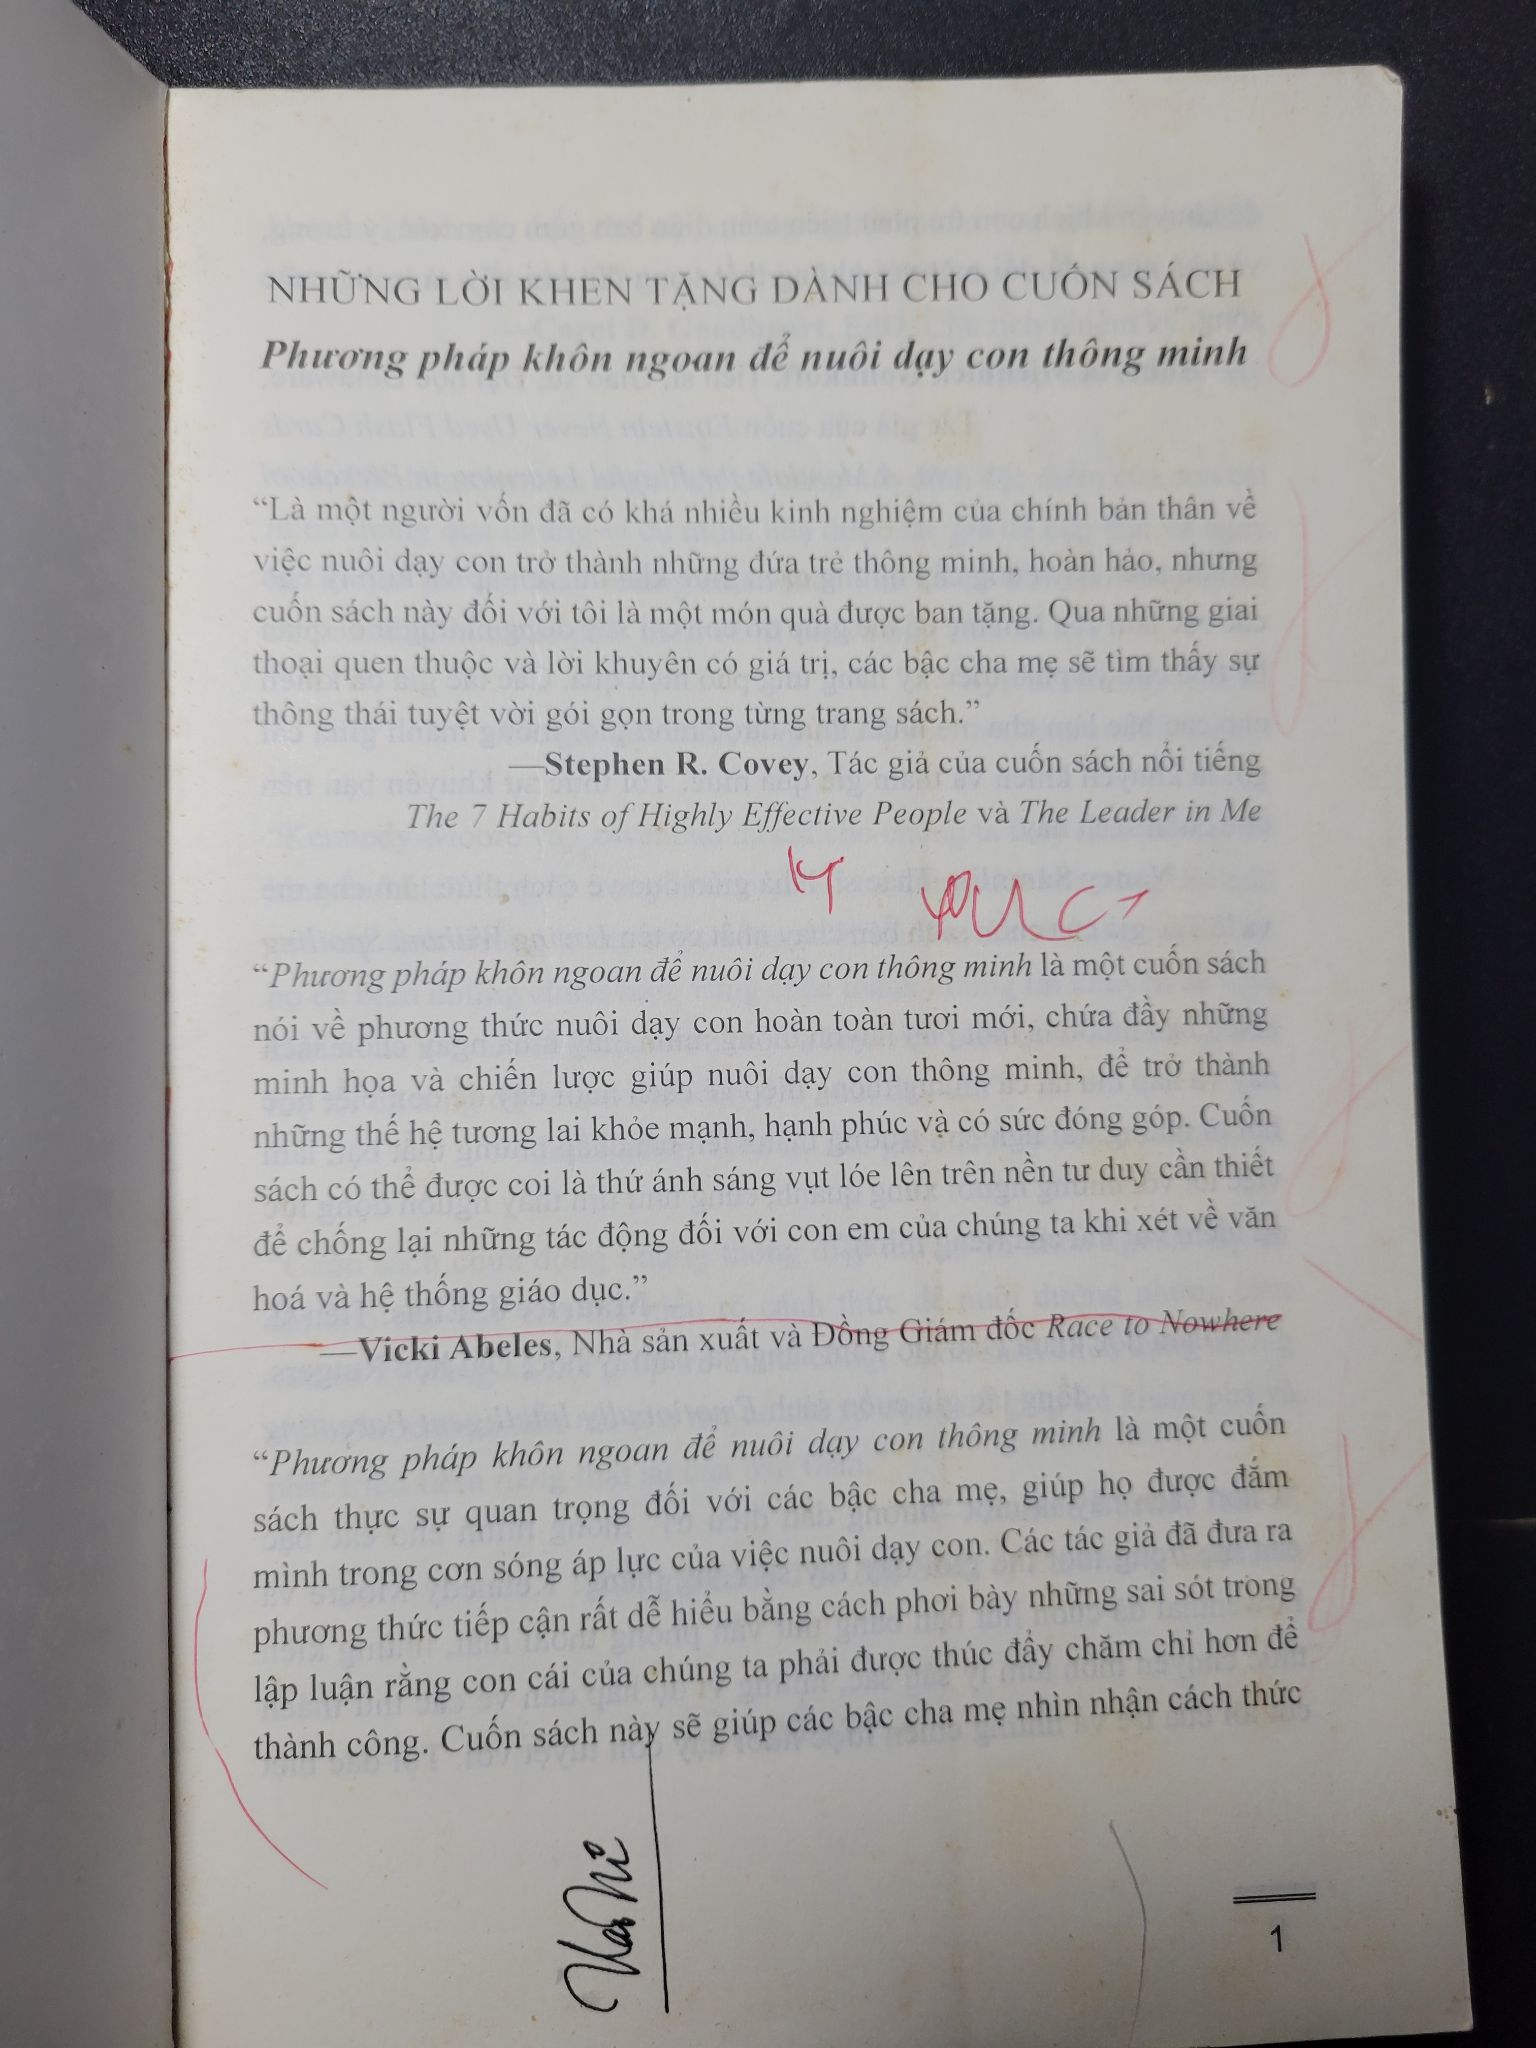 NHỮNG LỜI KHEN TẶNG DÀNH CHO CUỐN SÁCH
Phương pháp khôn ngoan để nuôi dạy con thông minh
“Là một người vốn đã có khá nhiều kinh nghiệm của chính bản thân về
việc nuôi dạy con trở thành những đứa trẻ thông minh, hoàn hảo, nhưng
cuốn sách này đối với tôi là một món quà được ban tặng. Qua những giai
thoại quen thuộc và lời khuyên có giá trị, các bậc cha mẹ sẽ tìm thấy sự
thông thái tuyệt vời gói gọn trong từng trang sách.”
—Stephen R. Covey, Tác giả của cuốn sách nổi tiếng
The 7 Habits of Highly Effective People và The Leader in Me
“Phương pháp khôn ngoan để nuôi dạy con thông minh là một cuốn sách
nói về phương thức nuôi dạy con hoàn toàn tươi mới, chứa đầy những
minh họa và chiến lược giúp nuôi dạy con thông minh, để trở thành
những thế hệ tương lai khỏe mạnh, hạnh phúc và có sức đóng góp. Cuốn
sách có thể được coi là thứ ánh sáng vụt lóe lên trên nền tư duy cần thiết
để chống lại những tác động đối với con em của chúng ta khi xét về văn
hoá và hệ thống giáo dục.”
—Vicki Abeles, Nhà sản xuất và Đồng Giám đốc Race to Nowhere
“Phương pháp khôn ngoan để nuôi dạy con thông minh là một cuốn
sách thực sự quan trọng đối với các bậc cha mẹ, giúp họ được đắm
mình trong cơn sóng áp lực của việc nuôi dạy con. Các tác giả đã đưa ra
phương thức tiếp cận rất dễ hiểu bằng cách phơi bày những sai sót trong
lập luận rằng con cái của chúng ta phải được thúc đẩy chăm chỉ hơn để
thành công. Cuốn sách này sẽ giúp các bậc cha mẹ nhìn nhận cách thức
1